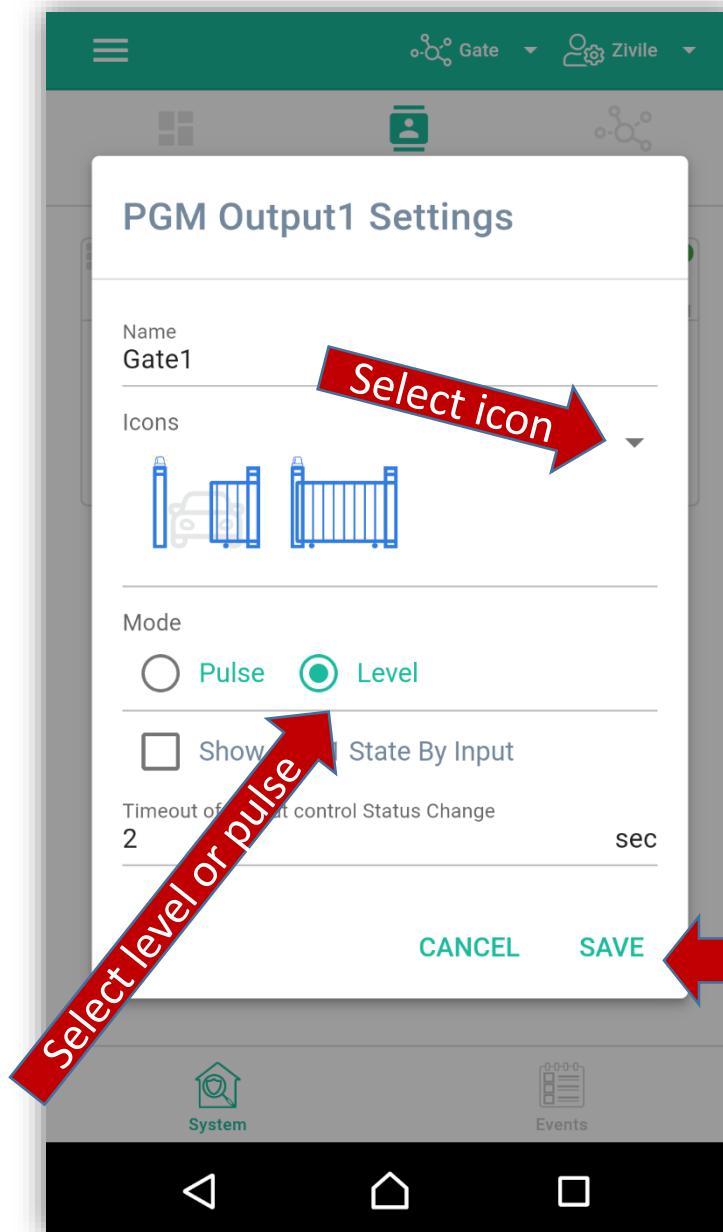 Gate Zivile
PGM Output1 Settings
Name
Gate1
Select icon
Icons
Mode
Pulse Level
Show State By Input
Timeout of control Status Change
2 sec
Select level or pulse
CANCEL SAVE
System Events